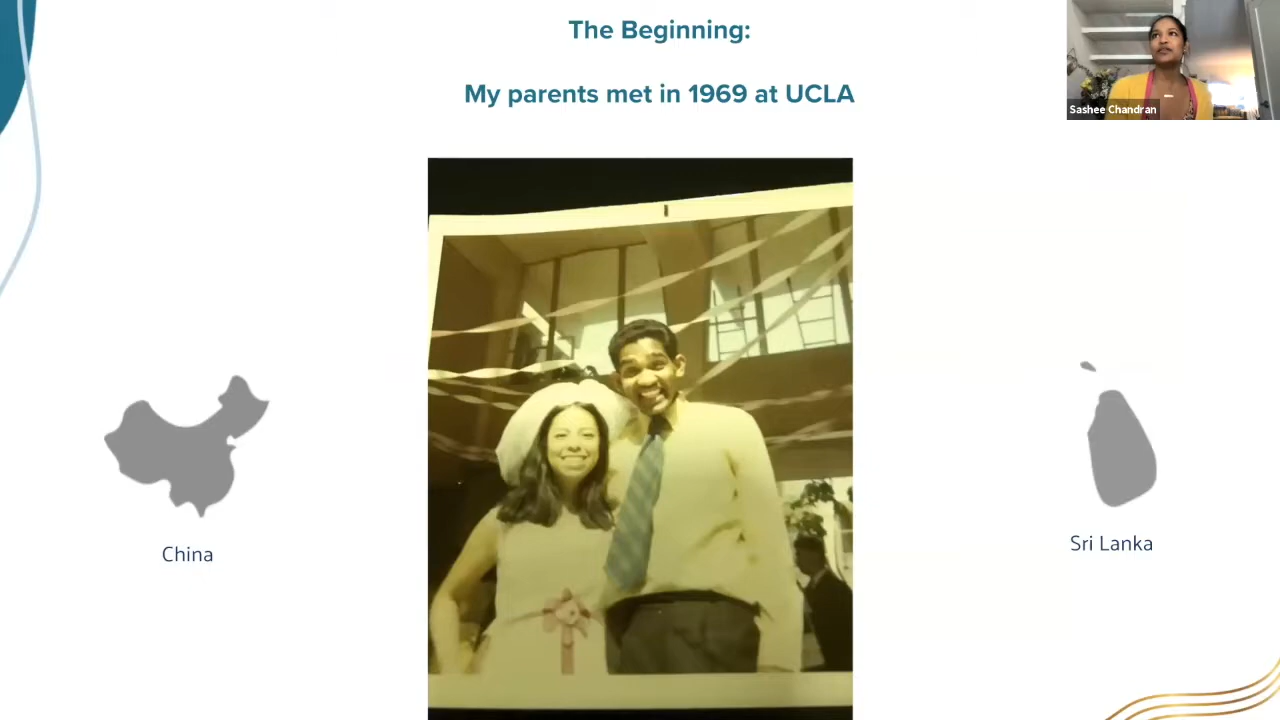 The Beginning:
My parents met in 1969 at UCLA
Sashee Chandran
China
Sri Lanka